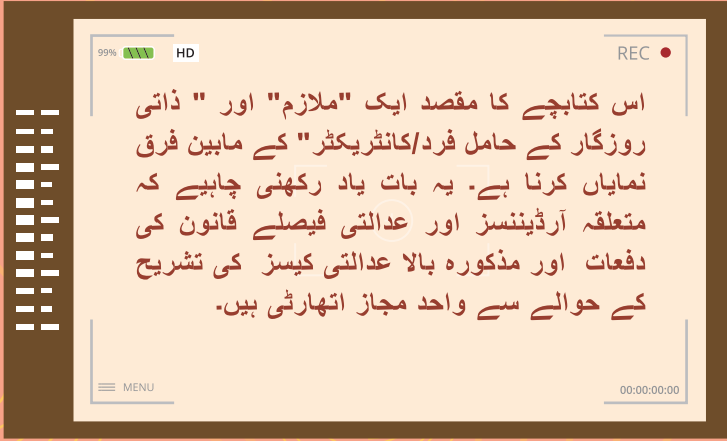 99%
HD
REC
اس کتابچے کا مقصد ایک "ملازم" اور " ذاتی
روزگار کے حامل فرد/کانٹریکٹر" کے مابین فرق
نمایاں کرنا ہے۔ یہ بات یاد رکھنی چاہیے کہ
متعلقہ آرڈیننسز اور عدالتی فیصلے قانون کی
دفعات اور مذکورہ بالا عدالتی کیسز کی تشریح
کے حوالے سے واحد مجاز اتھارٹی ہیں۔
MENU
00:00:00:00